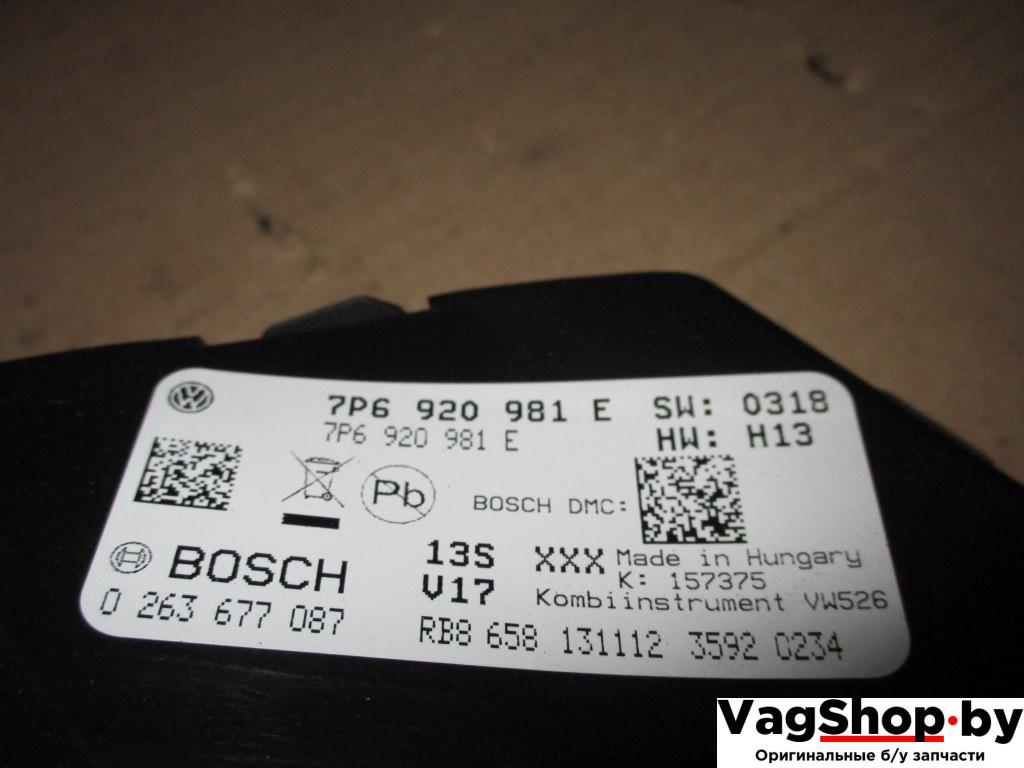 7P6 920 981 E SW: 0318
7P6 920 981 E HW: H13
Pb
BOSCH DMC:
BOSCH 13S XXX Made in Hungary
V17 K: 157375
Kombiinstrument VW526
0 263 677 087 RB8 658 131112 3592 0234
VagShop.by
Оригинальные б/у запчасти